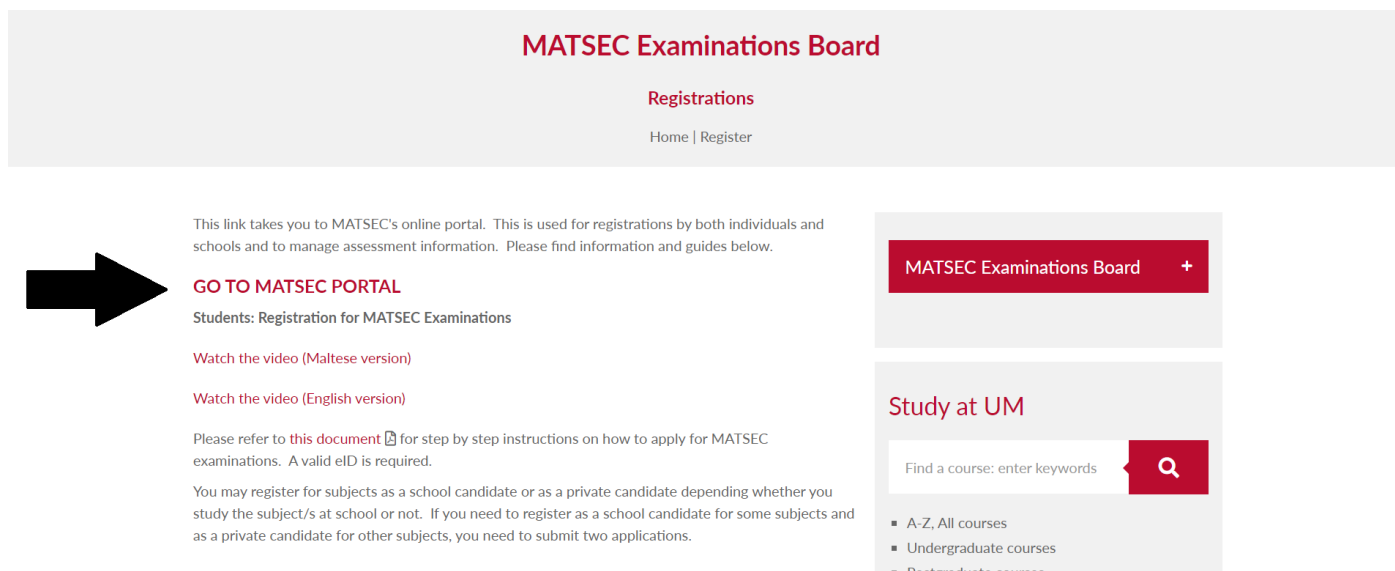 MATSEC Examinations Board
Registrations
Home | Register
This link takes you to MATSEC's online portal. This is used for registrations by both individuals and
schools and to manage assessment information. Please find information and guides below.
GO TO MATSEC PORTAL
Students: Registration for MATSEC Examinations
Watch the video (Maltese version)
Watch the video (English version)
Please refer to this document for step by step instructions on how to apply for MATSEC
examinations. A valid eID is required.
You may register for subjects as a school candidate or as a private candidate depending whether you
study the subject/s at school or not. If you need to register as a school candidate for some subjects and
as a private candidate for other subjects, you need to submit two applications.
MATSEC Examinations Board +
Study at UM
Find a course: enter keywords
A-Z, All courses
Undergraduate courses